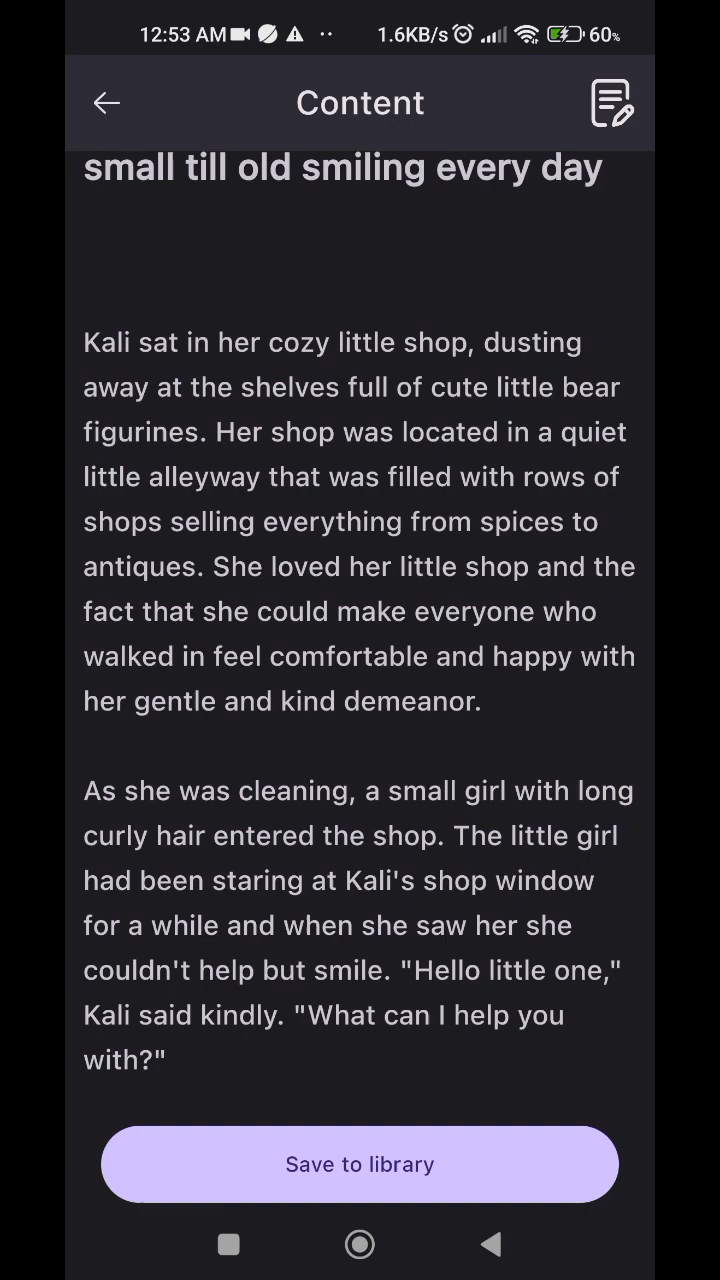 12:53 AM 1.6KB/s 60%
Content
small till old smiling every day
Kali sat in her cozy little shop, dusting
away at the shelves full of cute little bear
figurines. Her shop was located in a quiet
little alleyway that was filled with rows of
shops selling everything from spices to
antiques. She loved her little shop and the
fact that she could make everyone who
walked in feel comfortable and happy with
her gentle and kind demeanor.
As she was cleaning, a small girl with long
curly hair entered the shop. The little girl
had been staring at Kali's shop window
for a while and when she saw her she
couldn't help but smile. "Hello little one,"
Kali said kindly. "What can I help you
with?"
Save to library